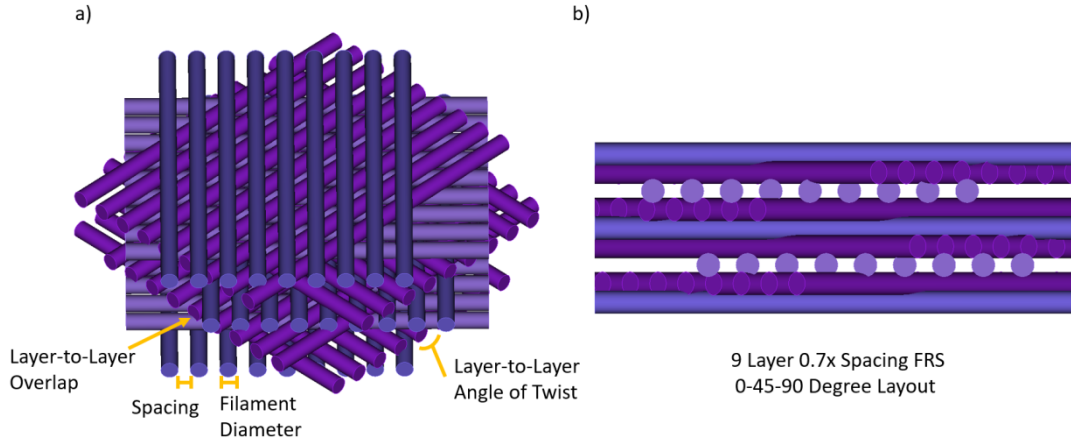 a)
b)
Layer-to-Layer
Overlap
Spacing
Filament
Diameter
Layer-to-Layer
Angle of Twist
9 Layer 0.7x Spacing FRS
0-45-90 Degree Layout